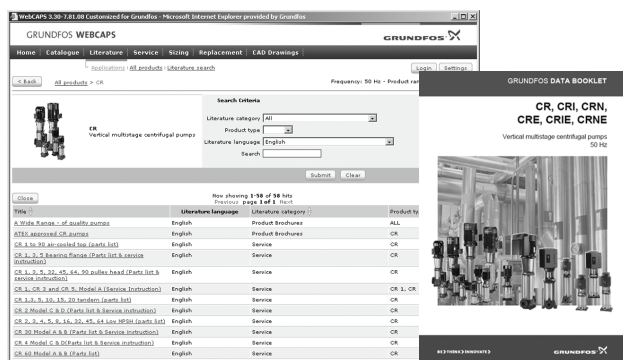 WebCAPS 3.30-7.81.08 Customized for Grundfos - Microsoft Internet Explorer provided by Grundfos
GRUNDFOS WEBCAPS
GRUNDFOS
Home Catalogue Literature Service Sizing Replacement CAD Drawings
Applications All products Literature search
Login Settings
< Back All products > CR
Frequency: 50 Hz - Product ran
CR
Vertical multistage centrifugal pumps
Search Criteria
Literature category All
Product type
Literature language English
Search
Submit Clear
Close
Now showing 1-50 of 50 hits
Previous page 1 of 1 Next
Title Literature language Literature category Product ty
A Wide Range - of quality pumps English Product Brochures ALL
ATEX approved CR pumps English Product Brochures CR
CR 1 to 90 air-cooled top (parts list) English Service CR
CR 1, 3, 5 Bearing flange (Parts list & service instruction) English Service CR
CR 1, 3, 5, 32, 45, 64, 90 pulley head (Parts list & service instruction) English Service CR
CR 1, CR 3 and CR 5, Model A (Service Instruction) English Service CR 1, CR
CR 1,3, 5, 10, 15, 20 tandem (parts list) English Service CR
CR 2 Model C & D (Parts list & Service instruction) English Service CR
CR 2, 3, 4, 5, 8, 16, 32, 45, 64 Low NPSH (parts list) English Service CR
CR 30 Model A & B (Parts list & Service instruction) English Service CR
CR 4 Model C & D(Parts list & Service instruction) English Service CR
CR 60 Model A & B (Parts list) English Service CR
GRUNDFOS DATA BOOKLET
CR, CRI, CRN,
CRE, CRIE, CRNE
Vertical multistage centrifugal pumps
50 Hz
BE > THINK > INNOVATE >
GRUNDFOS